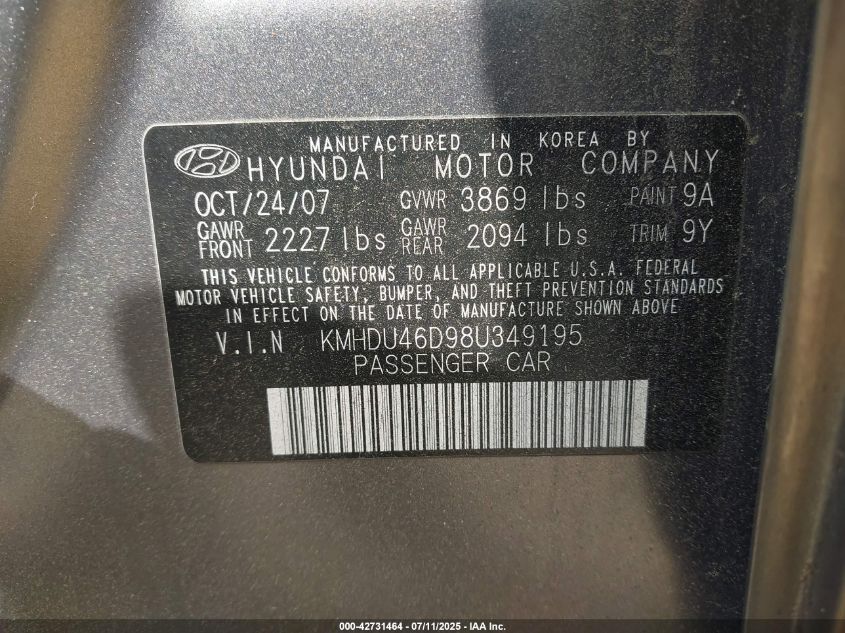 MANUFACTURED IN KOREA BY
HYUNDAI MOTOR COMPANY
OCT/24/07 GVWR 3869 lbs PAINT 9A
GAWR FRONT 2227 lbs GAWR REAR 2094 lbs TRIM 9Y
THIS VEHICLE CONFORMS TO ALL APPLICABLE U.S.A. FEDERAL
MOTOR VEHICLE SAFETY, BUMPER, AND THEFT PREVENTION STANDARDS
IN EFFECT ON THE DATE OF MANUFACTURE SHOWN ABOVE
V.I.N KMHDU46D98U349195
PASSENGER CAR
000-42731464 - 07/11/2025 - IAA Inc.